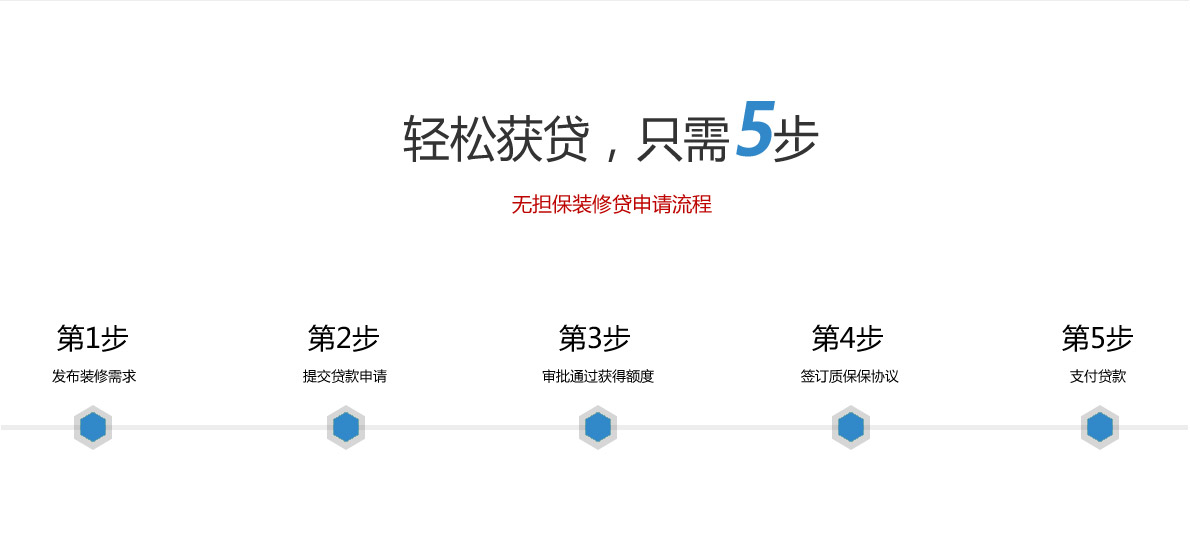 轻松获贷，只需5步
无担保装修贷申请流程
第1步
发布装修需求
第2步
提交贷款申请
第3步
审批通过获得额度
第4步
签订质保保协议
第5步
支付贷款